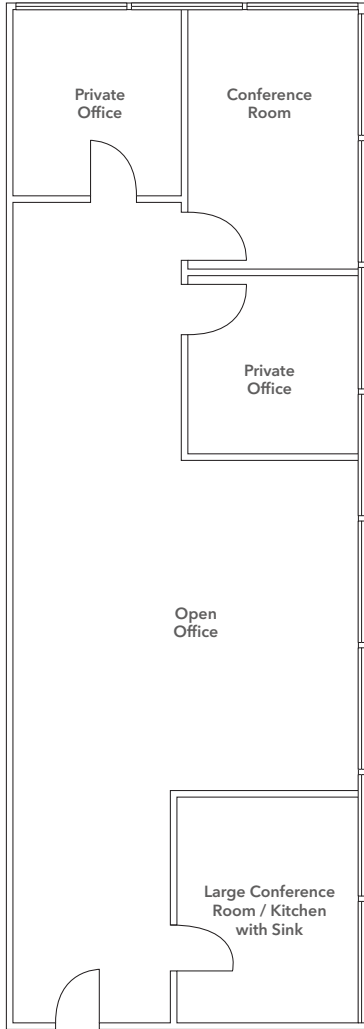 Private
Office
Conference
Room
Private
Office
Open
Office
Large Conference
Room / Kitchen
with Sink